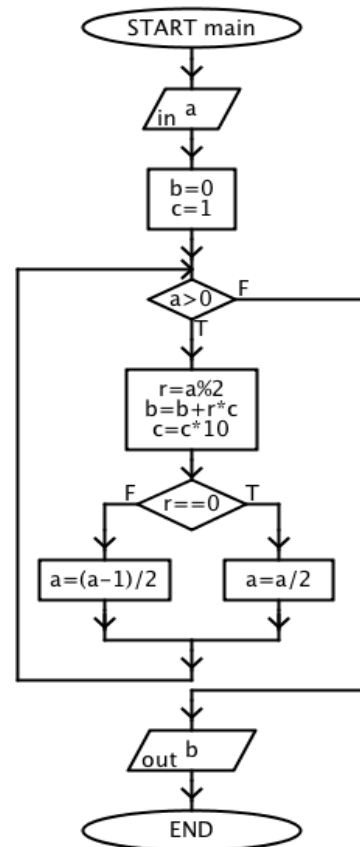 START main
in a
b=0
c=1
a>0
F
T
r=a%2
b=b+r*c
c=c*10
F r==0 T
a=(a-1)/2 a=a/2
out b
END